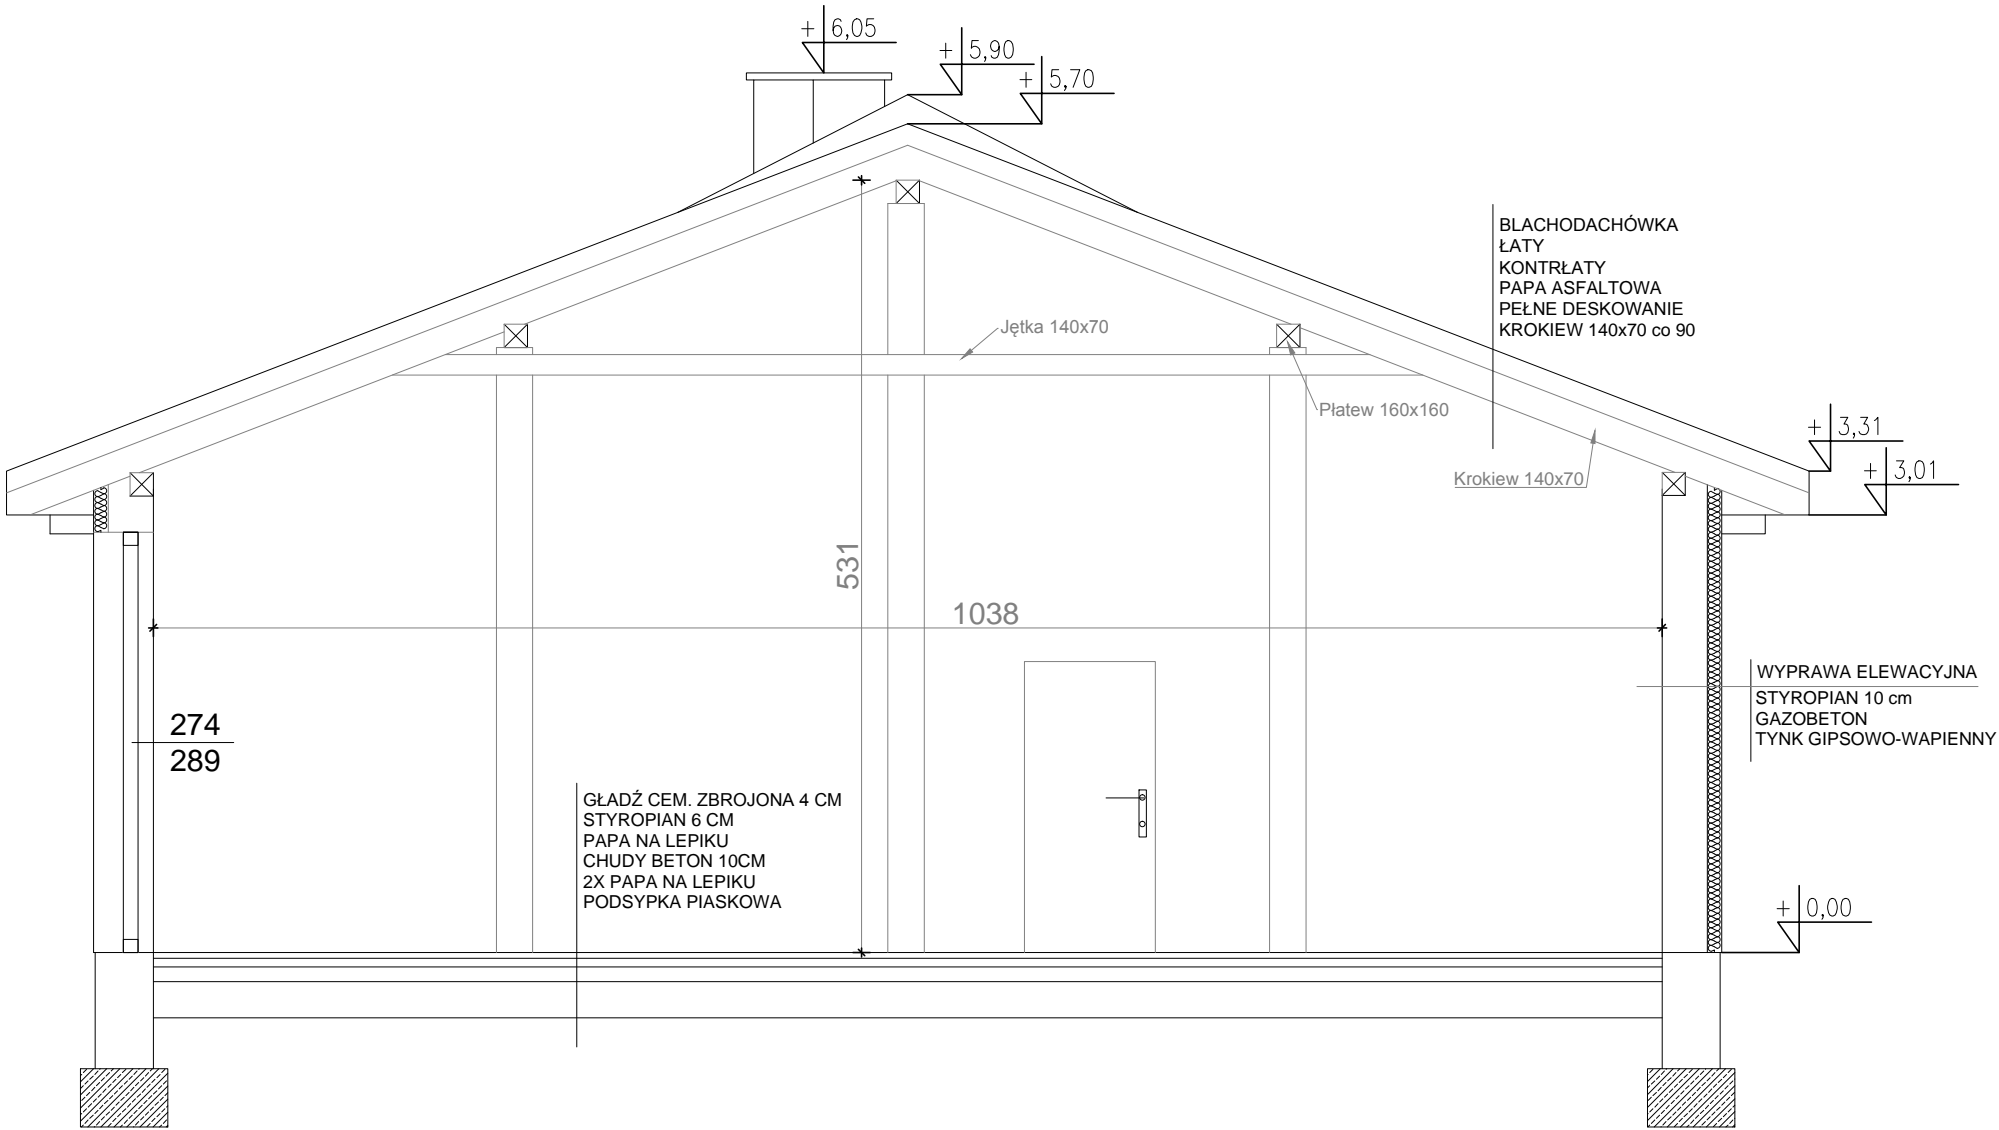 + 6,05
+ 5,90
+ 5,70
BLACHODACHÓWKA
ŁATY
KONTRŁATY
PAPA ASFALTOWA
PEŁNE DESKOWANIE
KROKIEW 140x70 co 90
Jętka 140x70
Płatew 160x160
+ 3,31
+ 3,01
Krokiew 140x70
531
1038
WYPRAWA ELEWACYJNA
STYROPIAN 10 cm
GAZOBETON
TYNK GIPSOWO-WAPIENNY
274
289
GŁADŹ CEM. ZBROJONA 4 CM
STYROPIAN 6 CM
PAPA NA LEPIKU
CHUDY BETON 10CM
2X PAPA NA LEPIKU
PODSYPKA PIASKOWA
+ 0,00